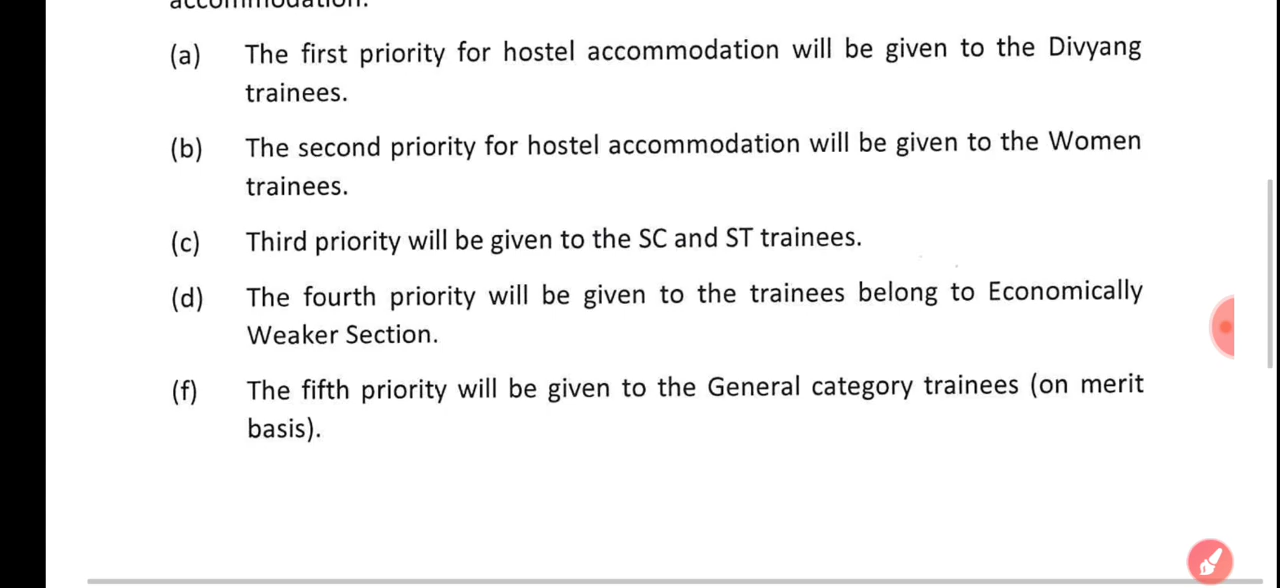 accommodation.
(a) The first priority for hostel accommodation will be given to the Divyang
trainees.
(b) The second priority for hostel accommodation will be given to the Women
trainees.
(c) Third priority will be given to the SC and ST trainees.
(d) The fourth priority will be given to the trainees belong to Economically
Weaker Section.
(f) The fifth priority will be given to the General category trainees (on merit
basis).